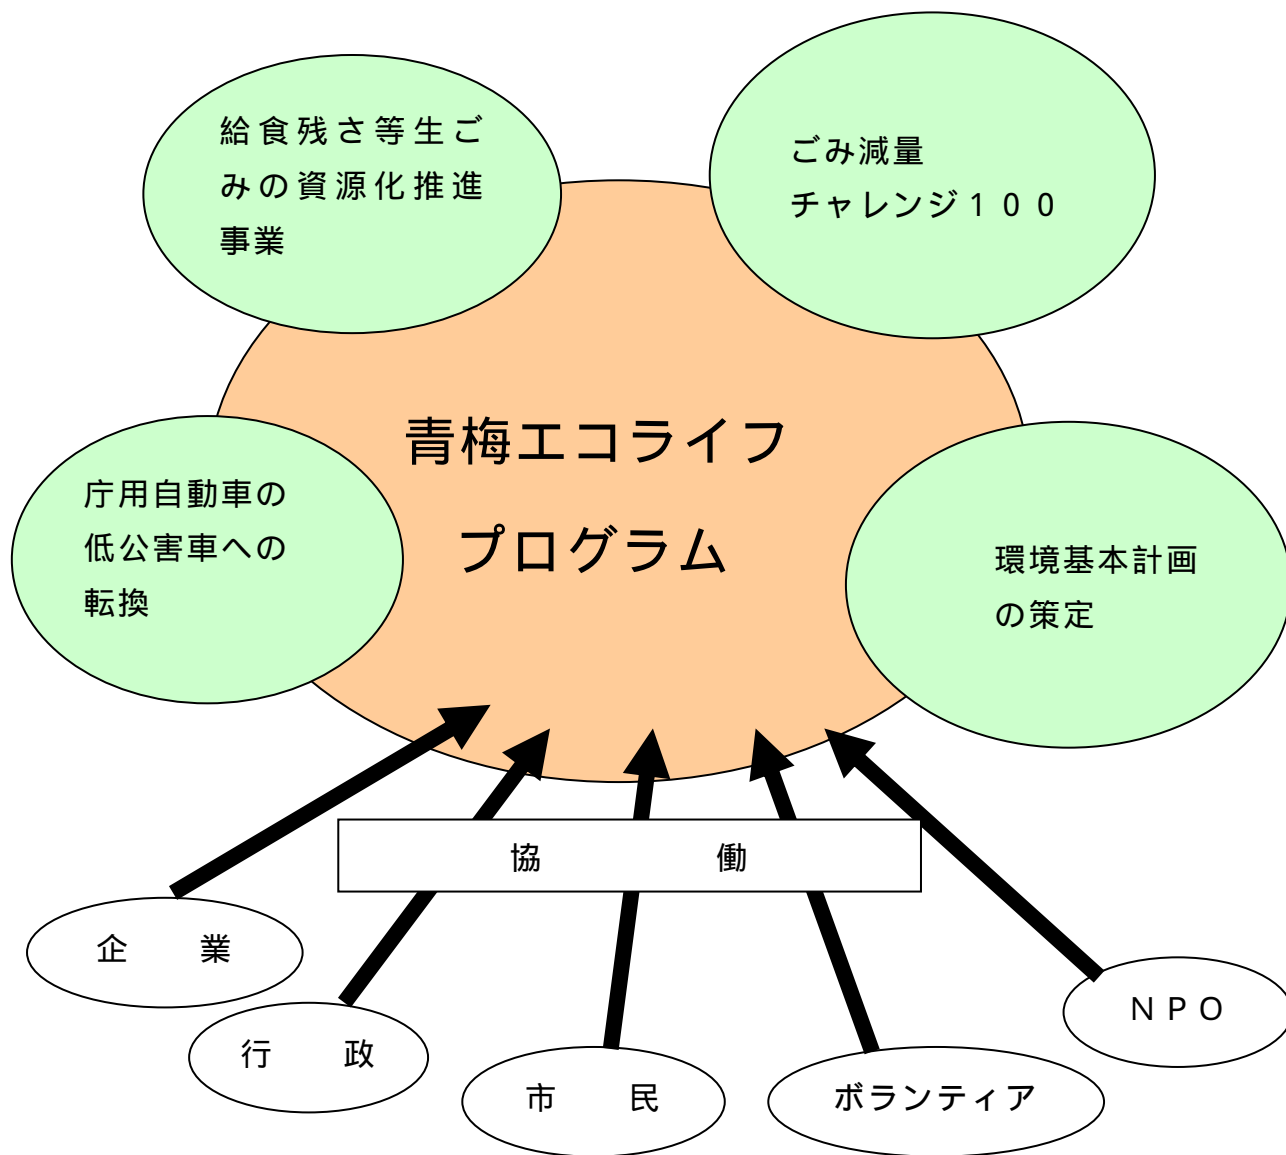 給食残さ等生ご
みの資源化推進
事業
ごみ減量
チャレンジ１００
青梅エコライフ
プログラム
庁用自動車の
低公害車への
転換
環境基本計画
の策定
協　　働
企　業
行　政
市　民
ボランティア
ＮＰＯ